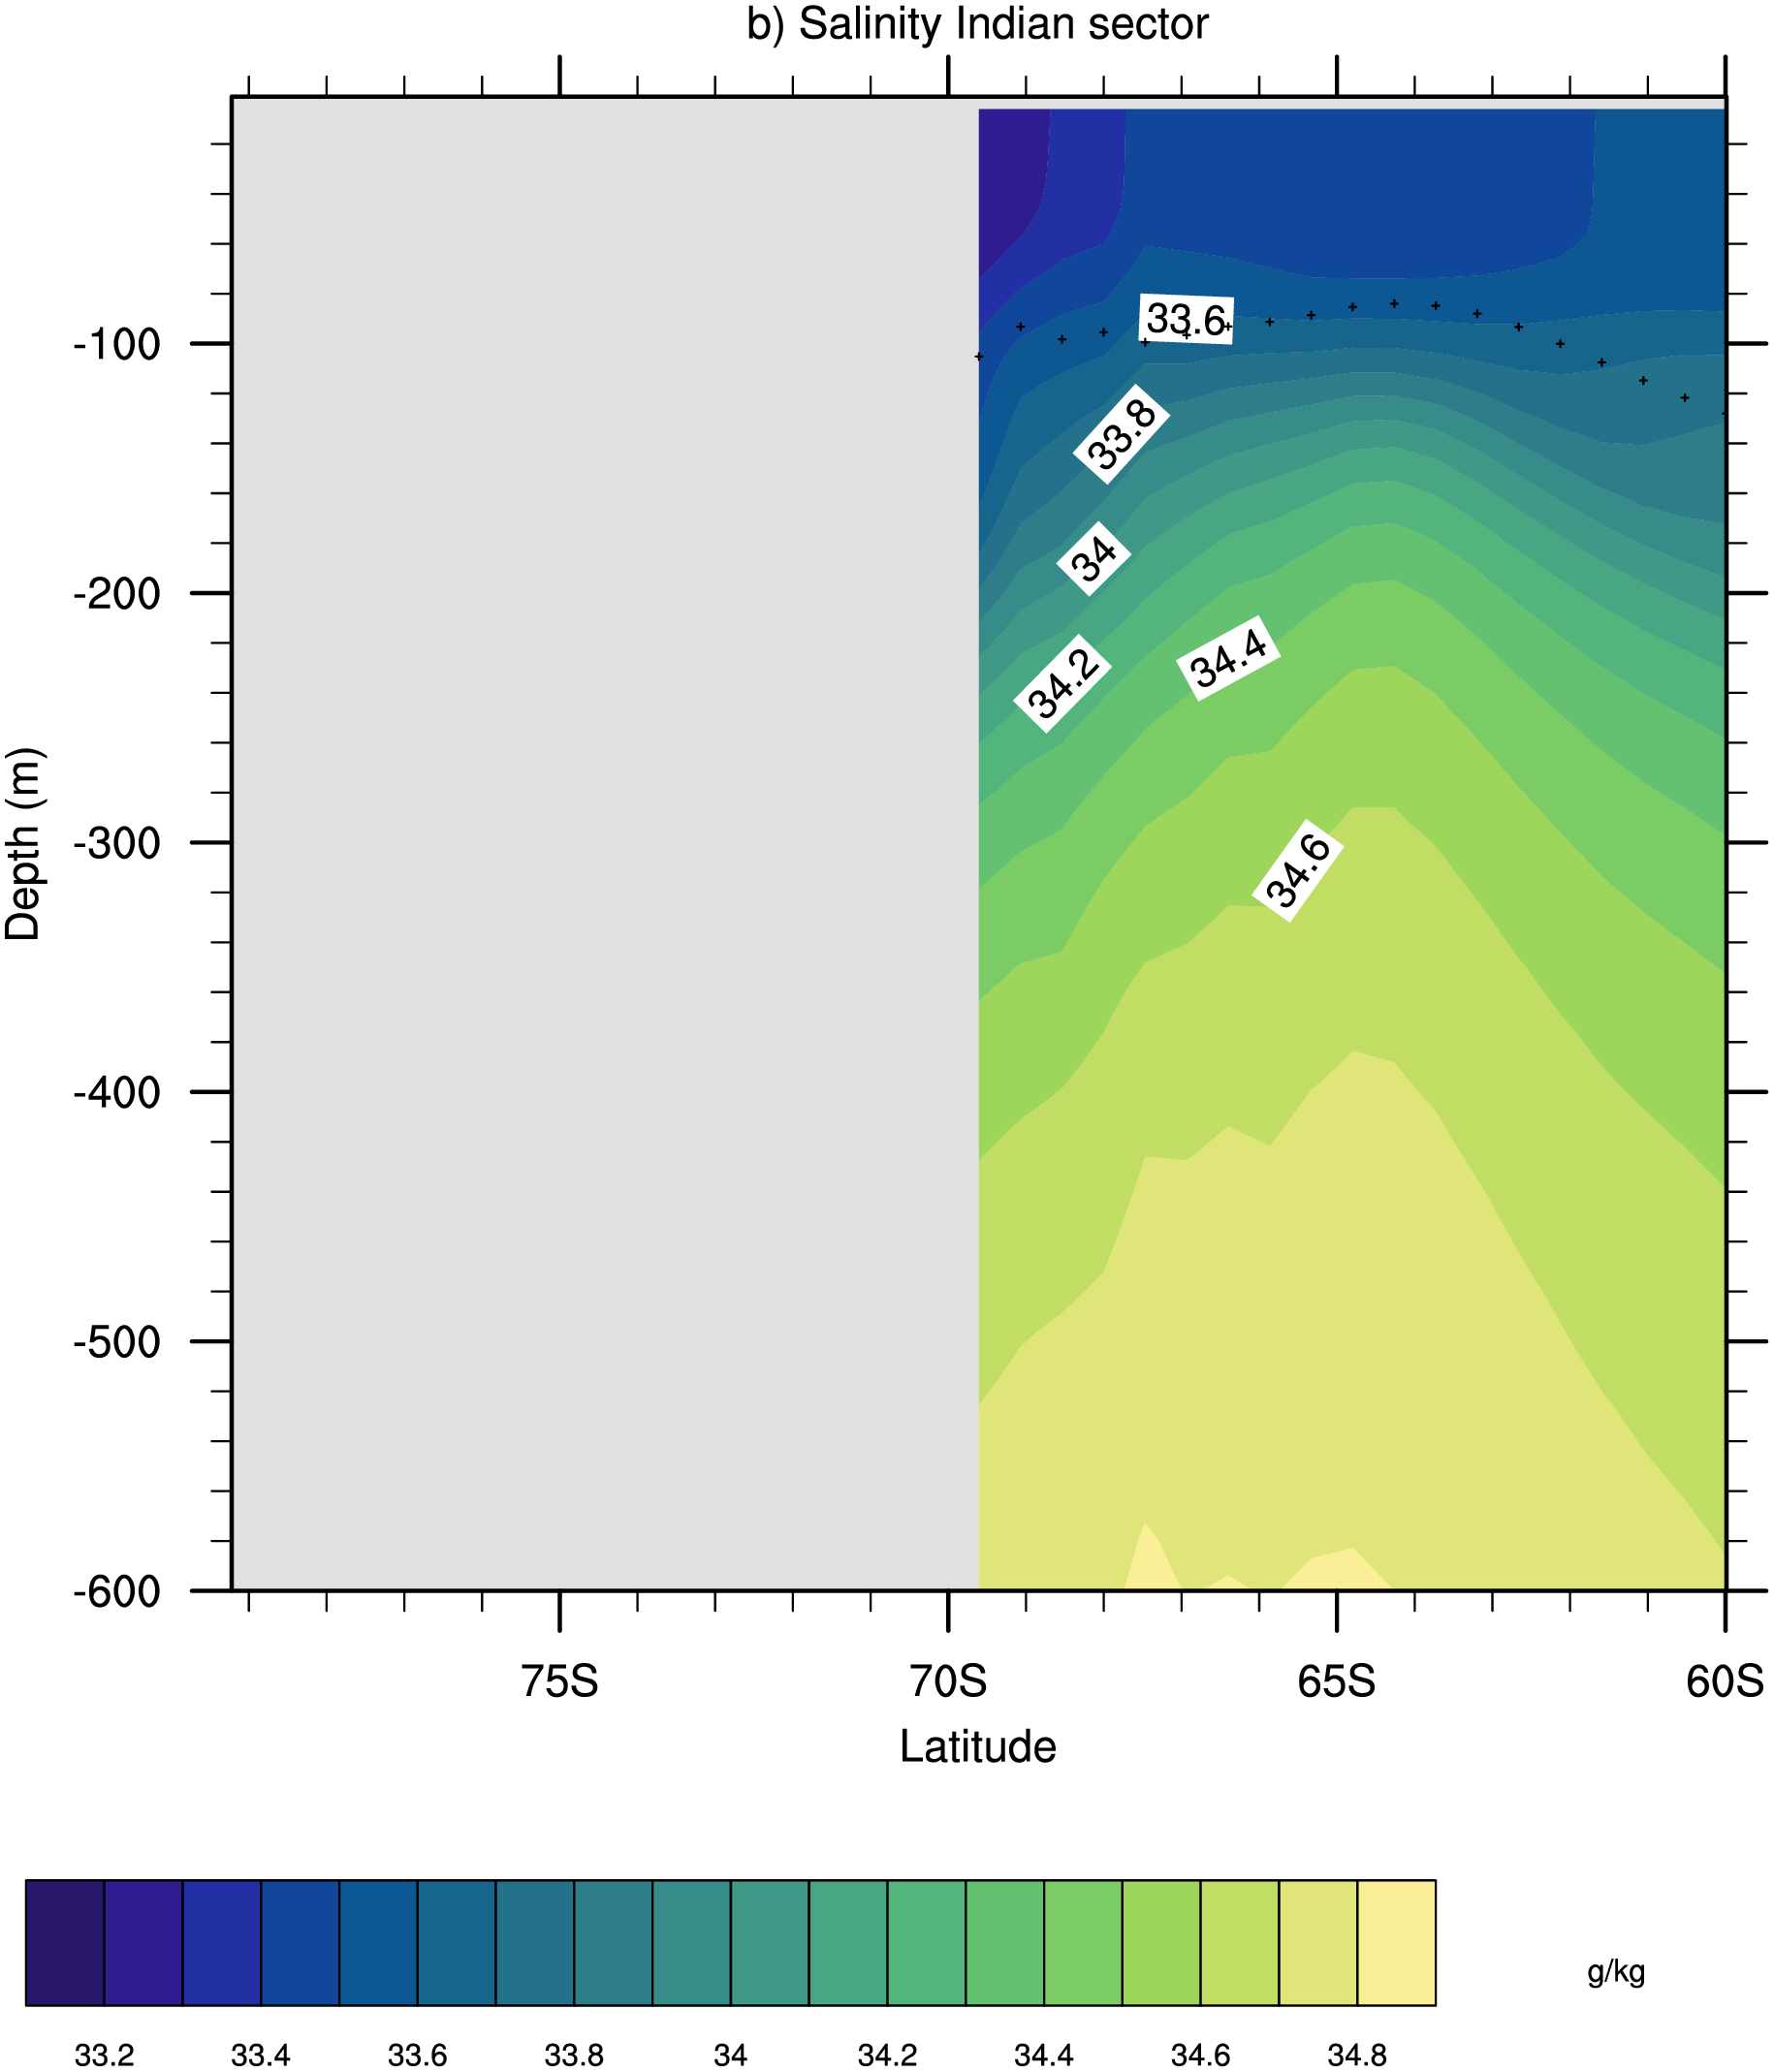 b) Salinity Indian sector
33.6
-100
33.8
34
-200
34.2
34.4
Depth (m)
-300
34.6
-400
-500
-600
75S 70S 65S 60S
Latitude
g/kg
33.2 33.4 33.6 33.8 34 34.2 34.4 34.6 34.8